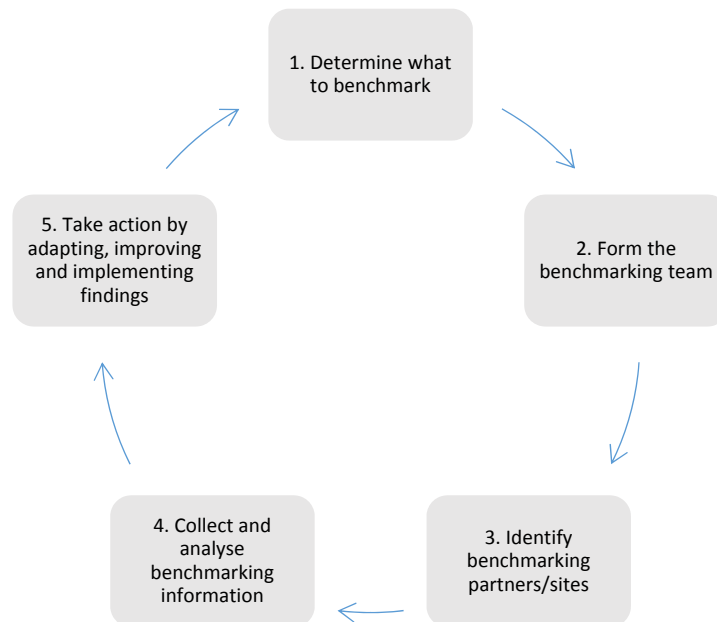 1. Determine what
to benchmark
2. Form the
benchmarking team
3. Identify
benchmarking
partners/sites
4. Collect and
analyse
benchmarking
information
5. Take action by
adapting, improving
and implementing
findings